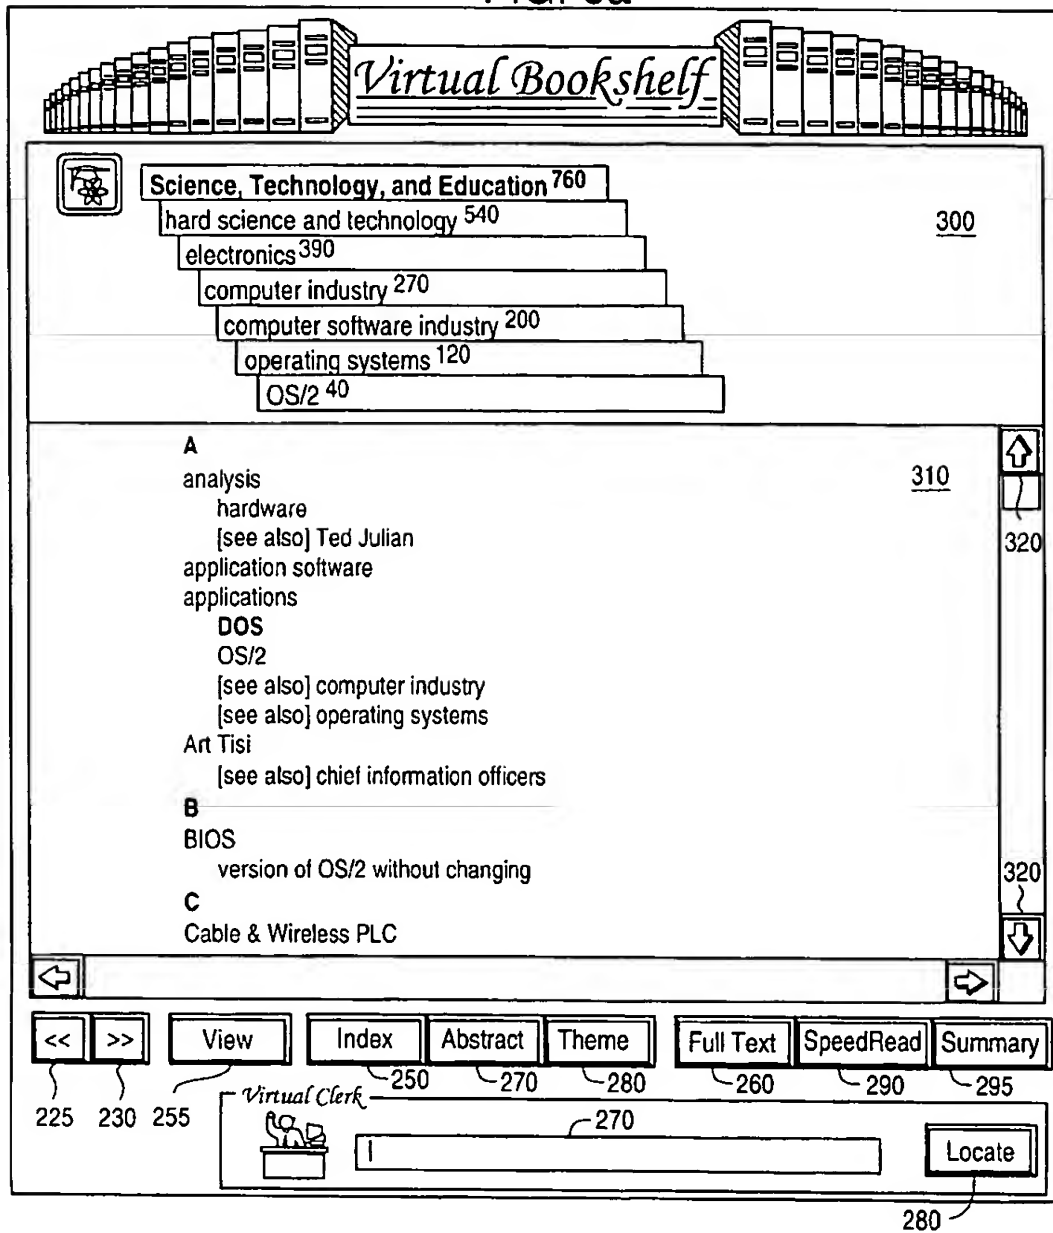 Virtual Bookshelf
Science, Technology, and Education 760
hard science and technology 540
300
electronics 390
computer industry 270
computer software industry 200
operating systems 120
OS/2 40
A
analysis
310
hardware
[see also] Ted Julian
320
application software
applications
DOS
OS/2
[see also] computer industry
[see also] operating systems
Art Tisi
[see also] chief information officers
B
BIOS
version of OS/2 without changing
320
C
Cable & Wireless PLC
<< >> View Index Abstract Theme Full Text SpeedRead Summary
250 270 280 260 290 295
225 230 255 Virtual Clerk
270
Locate
280